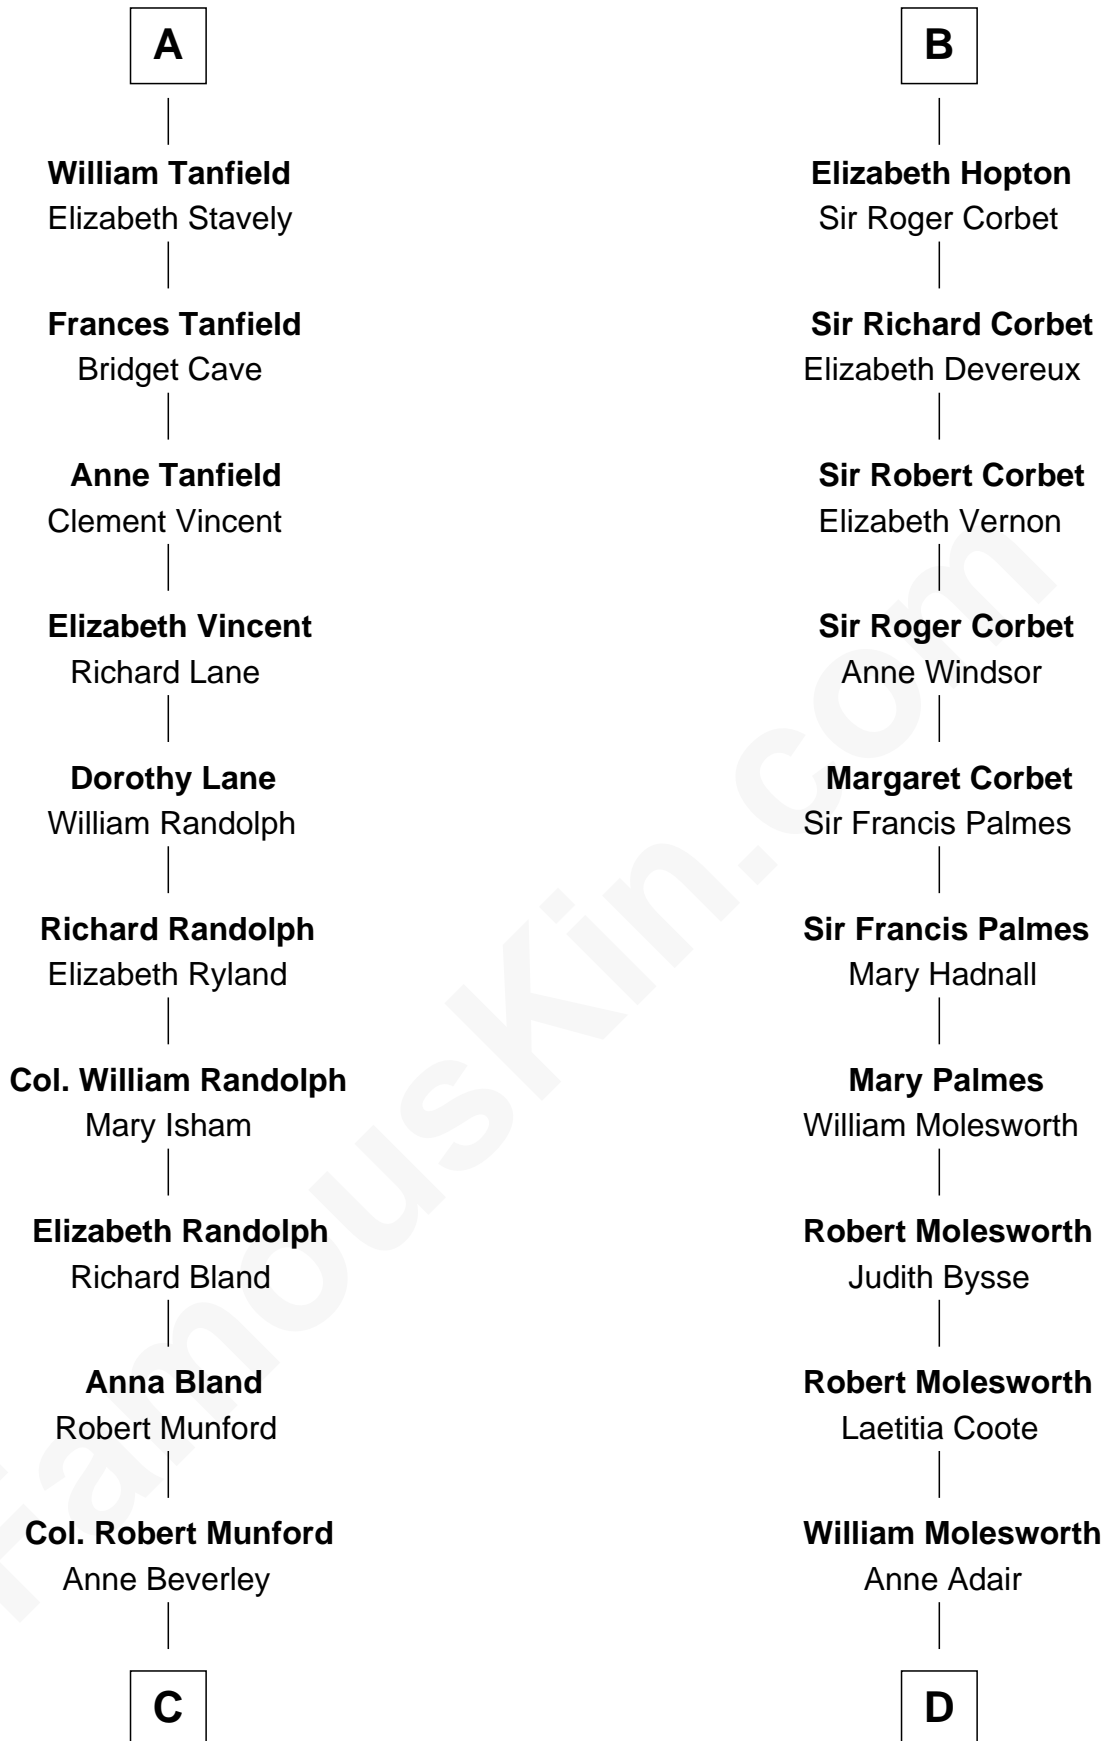 A
William Tanfield
Elizabeth Stavely
Frances Tanfield
Bridget Cave
Anne Tanfield
Clement Vincent
Elizabeth Vincent
Richard Lane
Dorothy Lane
William Randolph
Richard Randolph
Elizabeth Ryland
Col. William Randolph
Mary Isham
Elizabeth Randolph
Richard Bland
Anna Bland
Robert Munford
Col. Robert Munford
Anne Beverley
C
B
Elizabeth Hopton
Sir Roger Corbet
Sir Richard Corbet
Elizabeth Devereux
Sir Robert Corbet
Elizabeth Vernon
Sir Roger Corbet
Anne Windsor
Margaret Corbet
Sir Francis Palmes
Sir Francis Palmes
Mary Hadnall
Mary Palmes
William Molesworth
Robert Molesworth
Judith Bysse
Robert Molesworth
Laetitia Coote
William Molesworth
Anne Adair
D
FamousKin.com